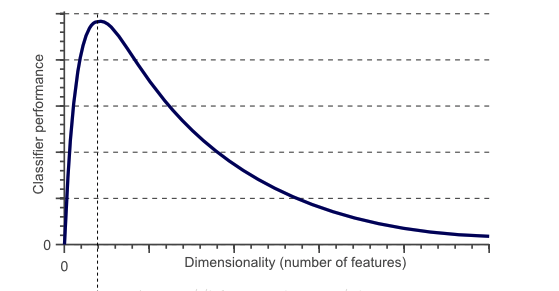 Classifier performance
0
0
Dimensionality (number of features)